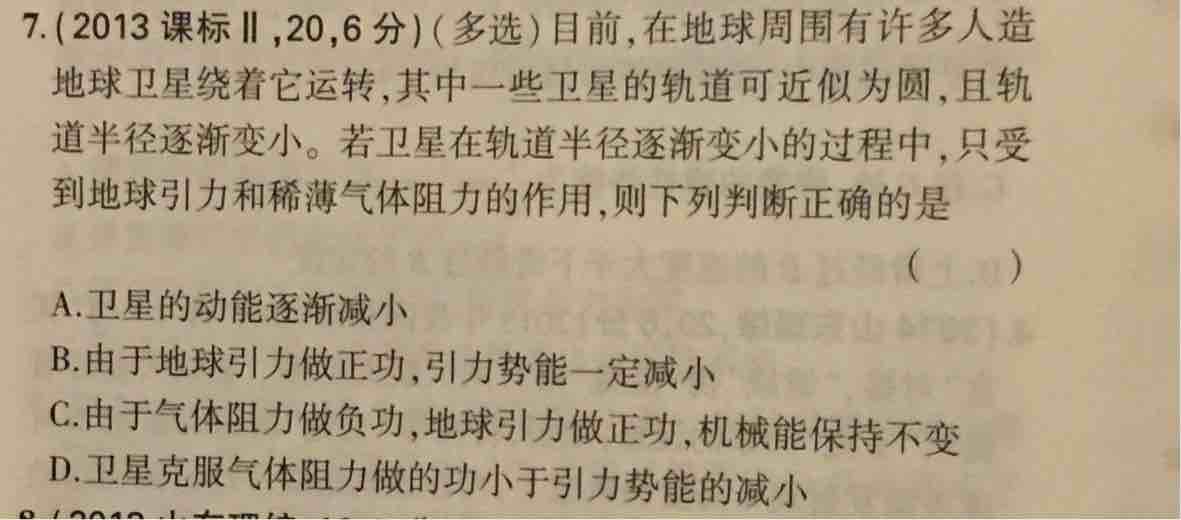 7.(2013 课标Ⅱ,20,6 分)(多选)目前,在地球周围有许多人造
地球卫星绕着它运转,其中一些卫星的轨道可近似为圆,且轨
道半径逐渐变小。若卫星在轨道半径逐渐变小的过程中,只受
到地球引力和稀薄气体阻力的作用,则下列判断正确的是
( )
A.卫星的动能逐渐减小
B.由于地球引力做正功,引力势能一定减小
C.由于气体阻力做负功,地球引力做正功,机械能保持不变
D.卫星克服气体阻力做的功小于引力势能的减小